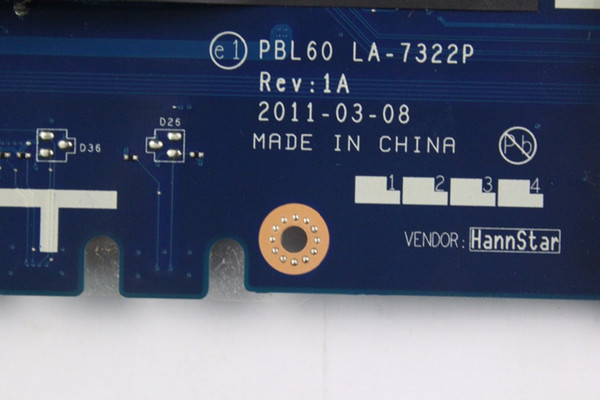 e1 PBL60 LA-7322P
Rev:1A
2011-03-08
MADE IN CHINA
Pb
D26
D36
1 2 3 4
VENDOR: HannStar